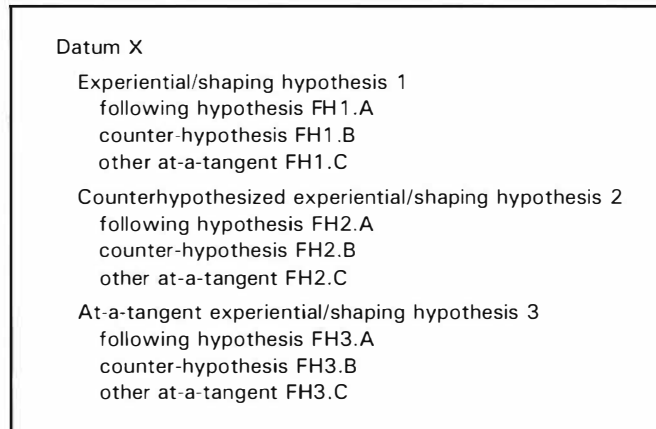 Datum X
Experiential/shaping hypothesis 1
following hypothesis FH1.A
counter-hypothesis FH1.B
other at-a-tangent FH1.C
Counterhypothesized experiential/shaping hypothesis 2
following hypothesis FH2.A
counter-hypothesis FH2.B
other at-a-tangent FH2.C
At-a-tangent experiential/shaping hypothesis 3
following hypothesis FH3.A
counter-hypothesis FH3.B
other at-a-tangent FH3.C